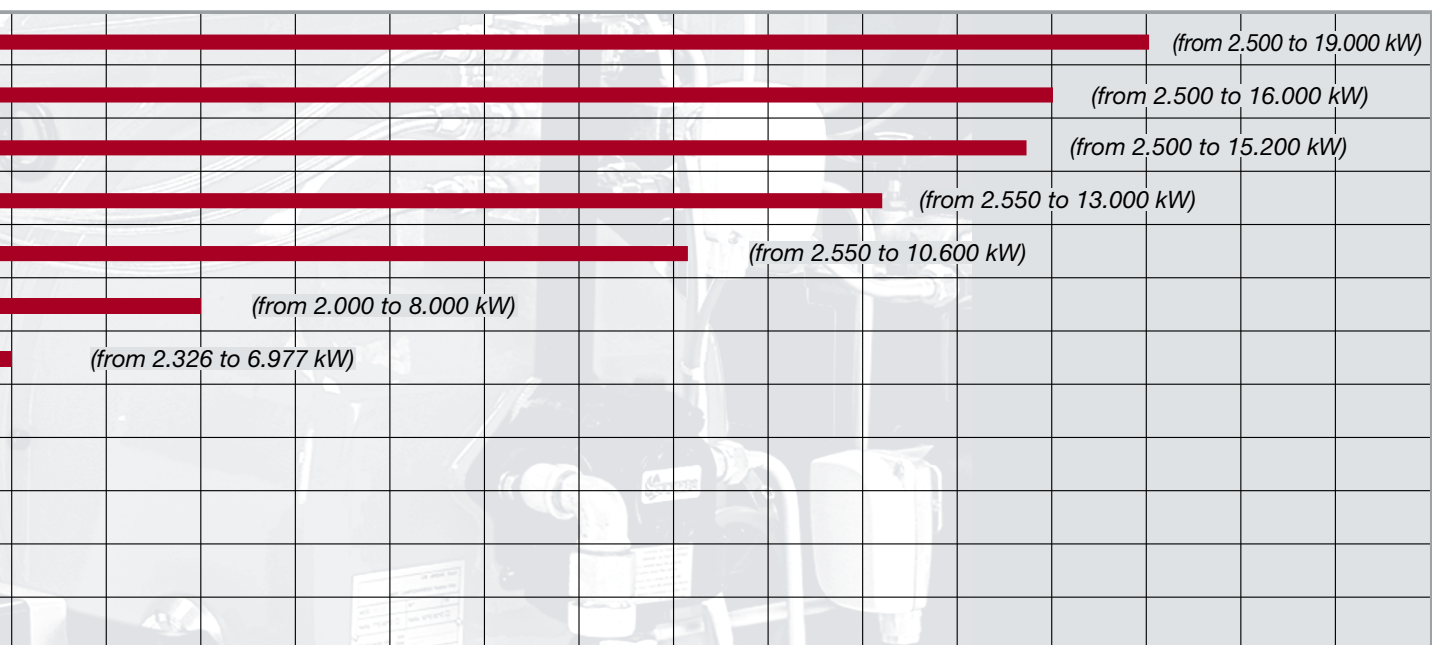 (from 2.500 to 19.000 kW)
(from 2.500 to 16.000 kW)
(from 2.500 to 15.200 kW)
(from 2.550 to 13.000 kW)
(from 2.550 to 10.600 kW)
(from 2.000 to 8.000 kW)
(from 2.326 to 6.977 kW)